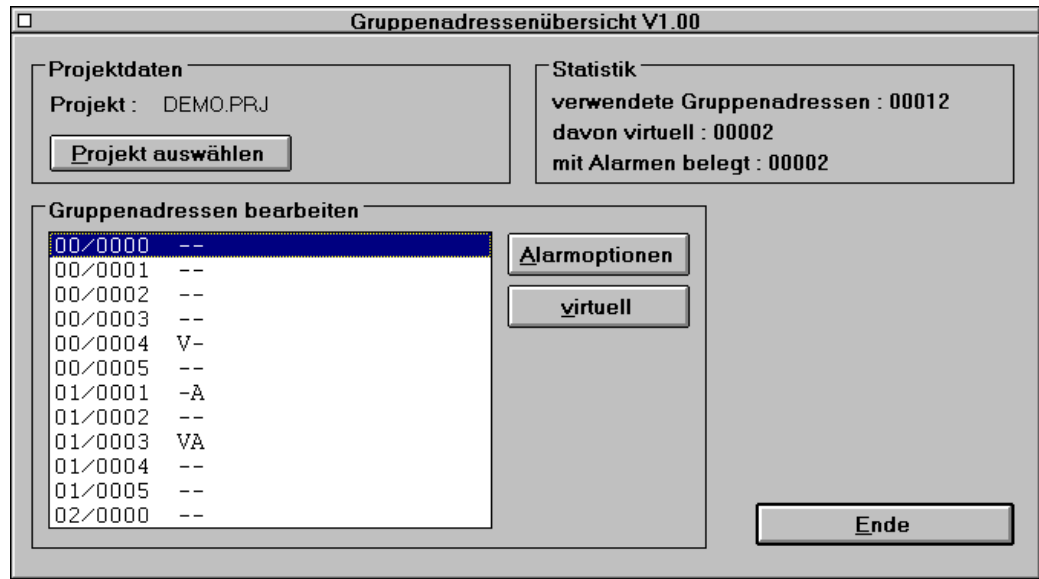 Gruppenadressenübersicht V1.00
Projektdaten
Projekt : DEMO.PRJ
Projekt auswählen
Statistik
verwendete Gruppenadressen : 00012
davon virtuell : 00002
mit Alarmen belegt : 00002
Gruppenadressen bearbeiten
00/0000 --
00/0001 --
00/0002 --
00/0003 --
00/0004 V-
00/0005 --
01/0001 -A
01/0002 --
01/0003 VA
01/0004 --
01/0005 --
02/0000 --
Alarmoptionen
virtuell
Ende